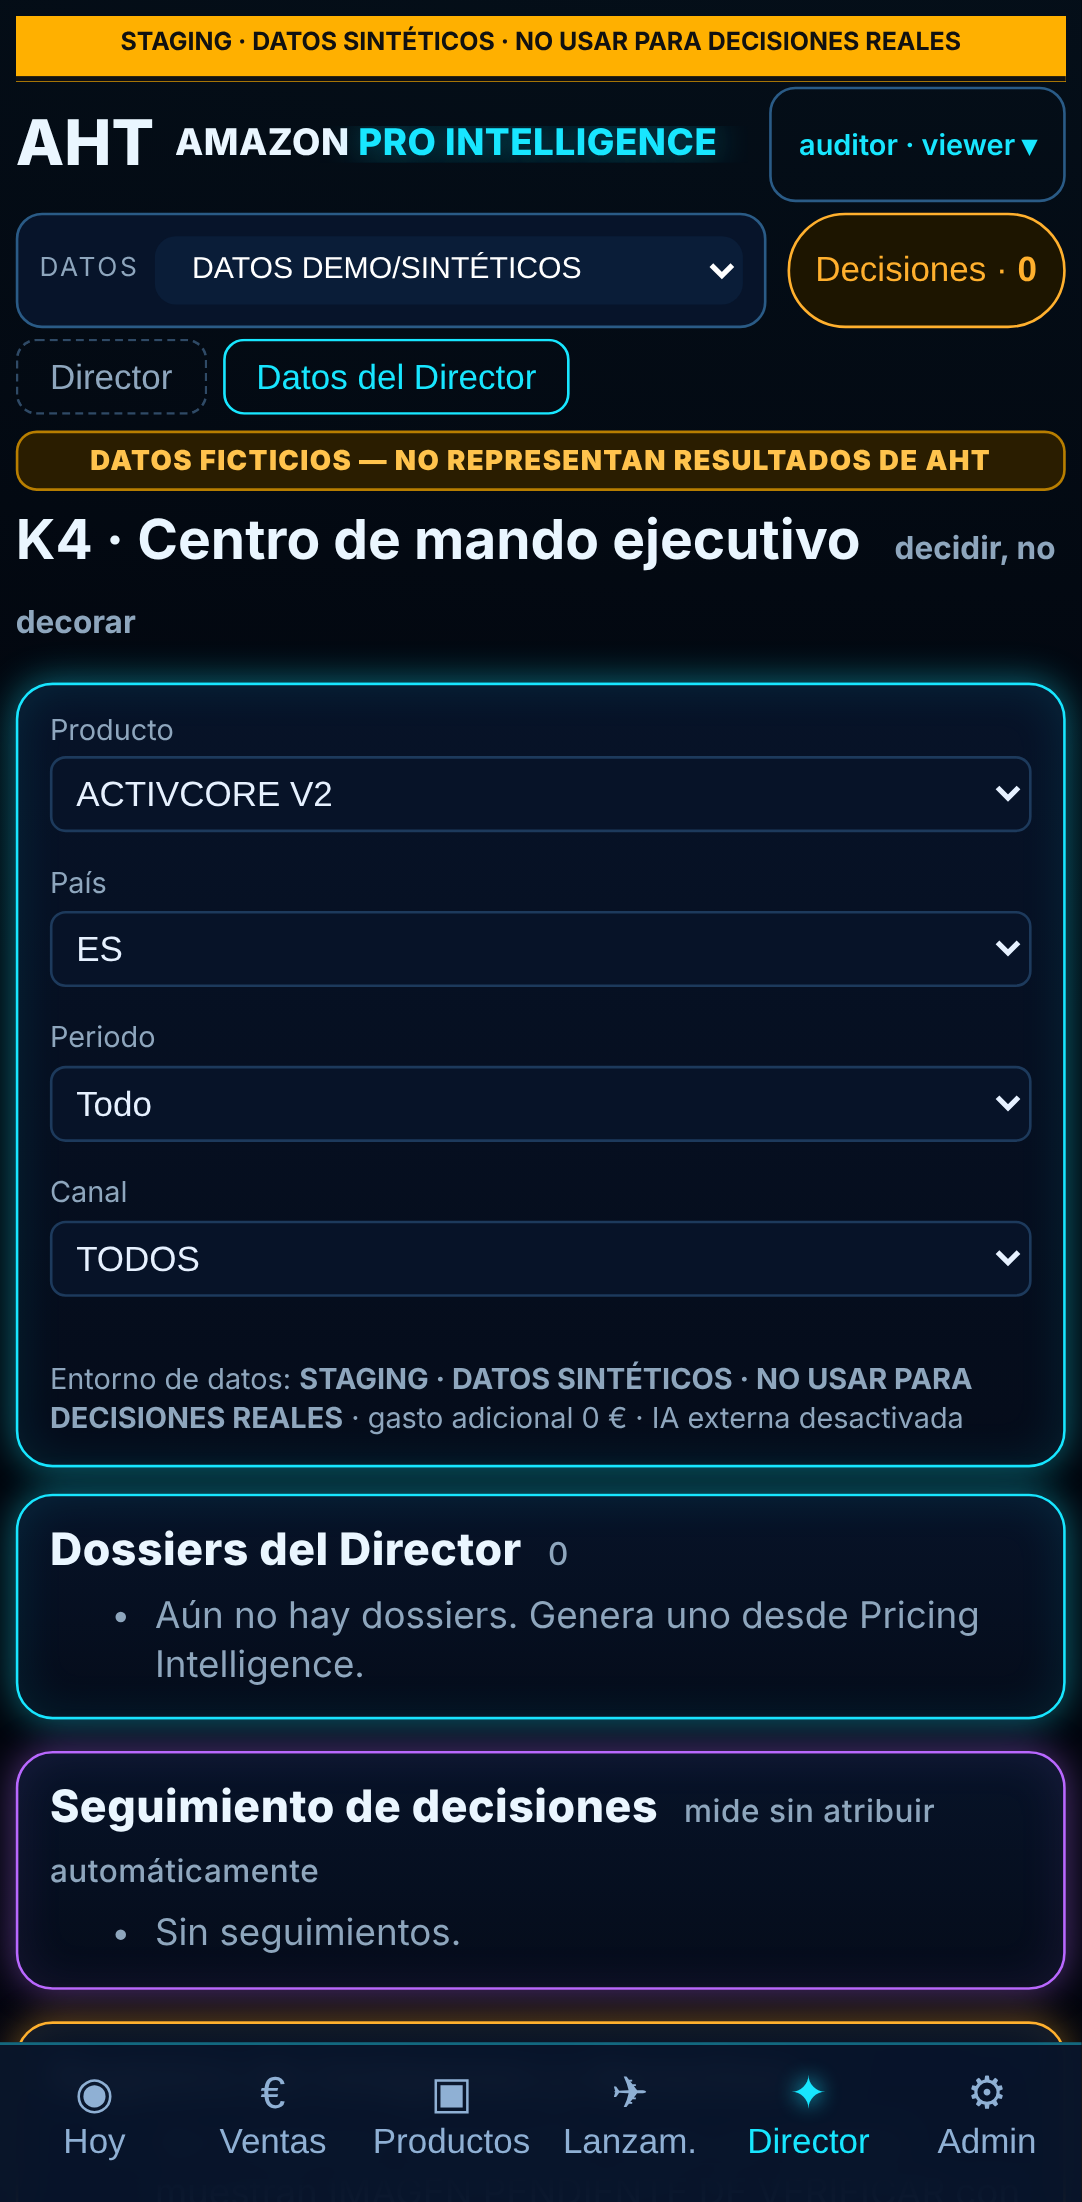 STAGING · DATOS SINTÉTICOS · NO USAR PARA DECISIONES REALES
AHT AMAZON PRO INTELLIGENCE
auditor · viewer ▾
DATOS DATOS DEMO/SINTÉTICOS
Decisiones · 0
Director Datos del Director
DATOS FICTICIOS — NO REPRESENTAN RESULTADOS DE AHT
K4 · Centro de mando ejecutivo decidir, no
decorar
Producto
ACTIVCORE V2
País
ES
Periodo
Todo
Canal
TODOS
Entorno de datos: STAGING · DATOS SINTÉTICOS · NO USAR PARA
DECISIONES REALES · gasto adicional 0 € · IA externa desactivada
Dossiers del Director 0
• Aún no hay dossiers. Genera uno desde Pricing
Intelligence.
Seguimiento de decisiones mide sin atribuir
automáticamente
• Sin seguimientos.
€
Hoy Ventas Productos Lanzam. Director Admin